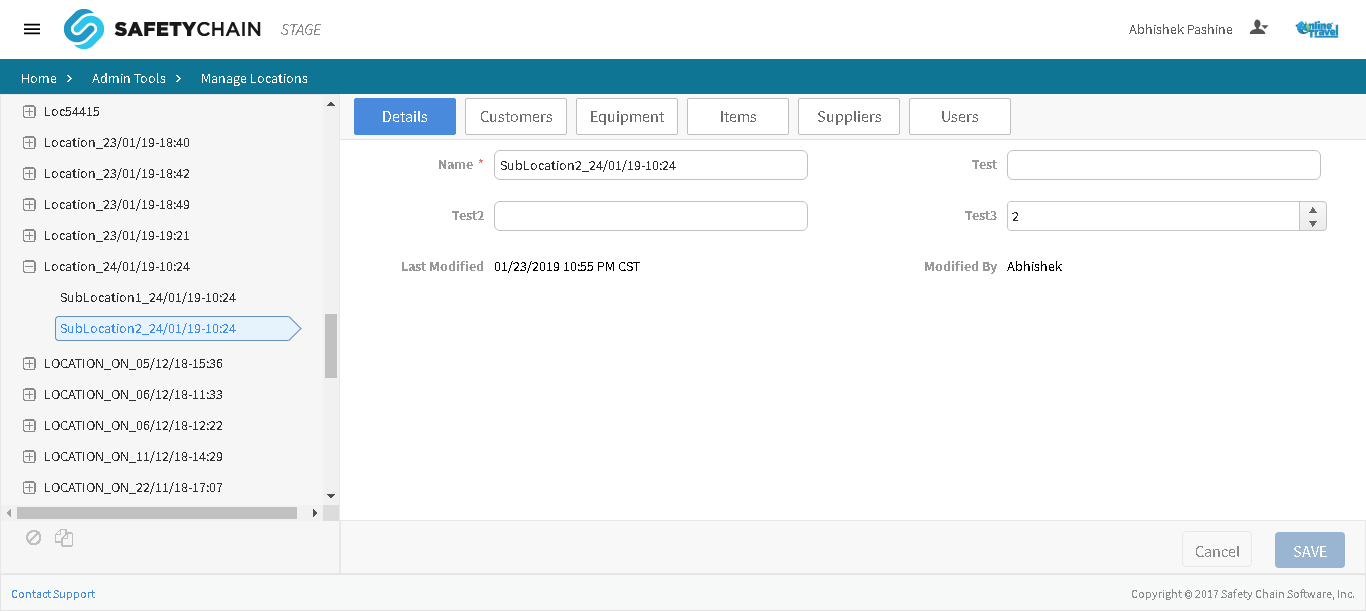 SAFETYCHAIN STAGE
Abhishek Pashine
Online Travel
Home > Admin Tools > Manage Locations
Loc54415
Location_23/01/19-18:40
Location_23/01/19-18:42
Location_23/01/19-18:49
Location_23/01/19-19:21
Location_24/01/19-10:24
SubLocation1_24/01/19-10:24
SubLocation2_24/01/19-10:24
LOCATION_ON_05/12/18-15:36
LOCATION_ON_06/12/18-11:33
LOCATION_ON_06/12/18-12:22
LOCATION_ON_11/12/18-14:29
LOCATION_ON_22/11/18-17:07
Details Customers Equipment Items Suppliers Users
Name * SubLocation2_24/01/19-10:24 Test
Test2 Test3 2
Last Modified 01/23/2019 10:55 PM CST Modified By Abhishek
Cancel SAVE
Contact Support
Copyright © 2017 Safety Chain Software, Inc.